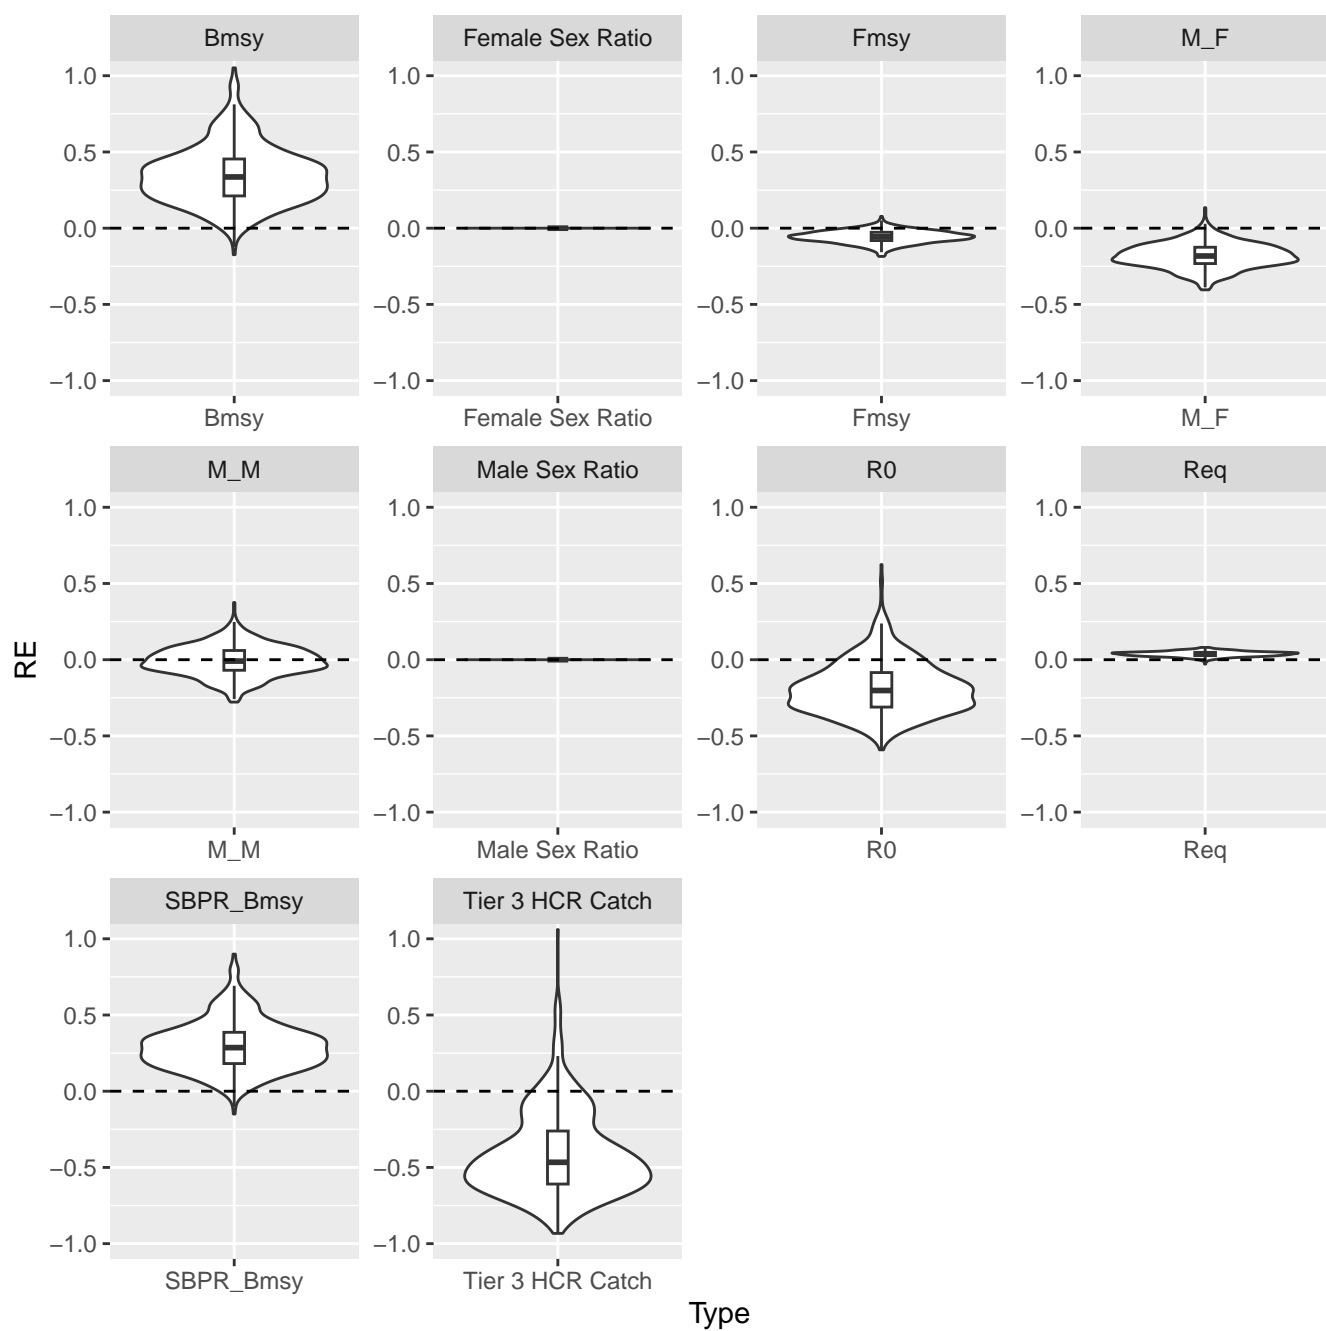 Bmsy Female Sex Ratio Fmsy M_F
1.0 1.0 1.0 1.0
0.5 0.5 0.5 0.5
0.0 0.0 0.0 0.0
−0.5 −0.5 −0.5 −0.5
−1.0 −1.0 −1.0 −1.0
Bmsy Female Sex Ratio Fmsy M_F
M_M Male Sex Ratio R0 Req
1.0 1.0 1.0 1.0
0.5 0.5 0.5 0.5
RE
0.0 0.0 0.0 0.0
−0.5 −0.5 −0.5 −0.5
−1.0 −1.0 −1.0 −1.0
M_M Male Sex Ratio R0 Req
SBPR_Bmsy Tier 3 HCR Catch
1.0 1.0
0.5 0.5
0.0 0.0
−0.5 −0.5
−1.0 −1.0
SBPR_Bmsy Tier 3 HCR Catch
Type